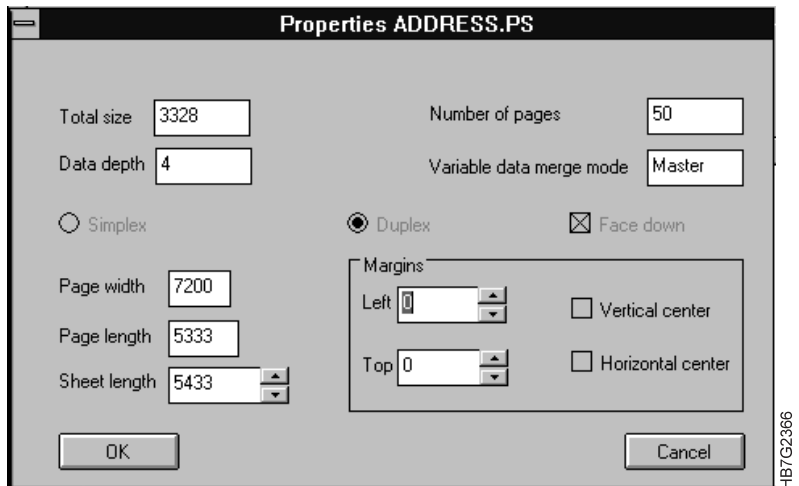 Properties ADDRESS.PS
Total size 3328 Number of pages 50
Data depth 4 Variable data merge mode Master
Simplex Duplex Face down
Margins
Page width 7200 Left 0 Vertical center
Page length 5333
Top 0 Horizontal center
Sheet length 5433
OK Cancel
HB7G2366